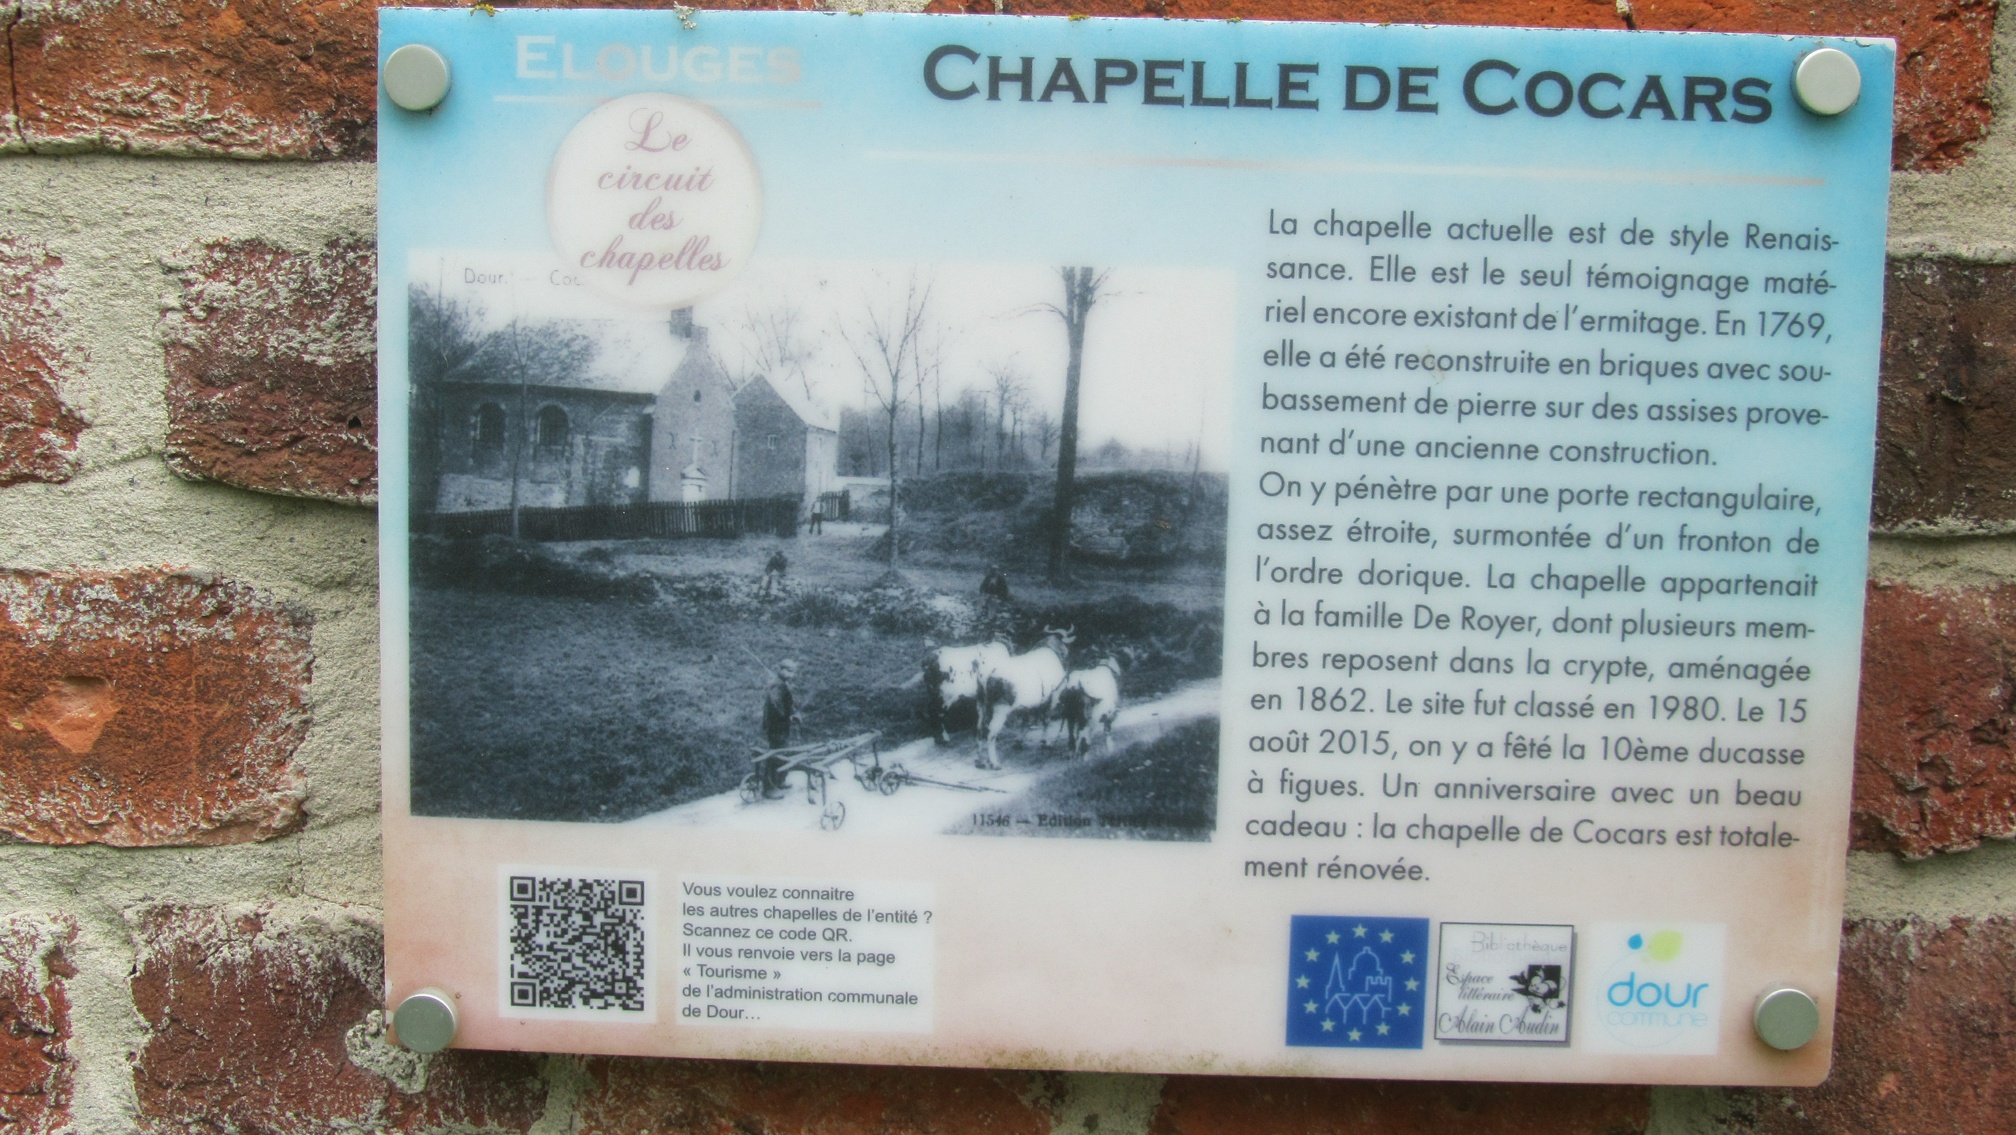 ELOUGES
CHAPELLE DE COCARS
Le
circuit
des
chapelles
Dour. — Coc
La chapelle actuelle est de style Renais-
sance. Elle est le seul témoignage maté-
riel encore existant de l'ermitage. En 1769,
elle a été reconstruite en briques avec sou-
bassement de pierre sur des assises prove-
nant d'une ancienne construction.
On y pénètre par une porte rectangulaire,
assez étroite, surmontée d'un fronton de
l'ordre dorique. La chapelle appartenait
à la famille De Royer, dont plusieurs mem-
bres reposent dans la crypte, aménagée
en 1862. Le site fut classé en 1980. Le 15
août 2015, on y a fêté la 10ème ducasse
à figues. Un anniversaire avec un beau
cadeau : la chapelle de Cocars est totale-
ment rénovée.
11546 — Edition
Vous voulez connaitre
les autres chapelles de l'entité ?
Scannez ce code QR.
Il vous renvoie vers la page
« Tourisme »
de l'administration communale
de Dour...
Bibliothèque
Espace
littéraire
Alain Audin
dour
commune